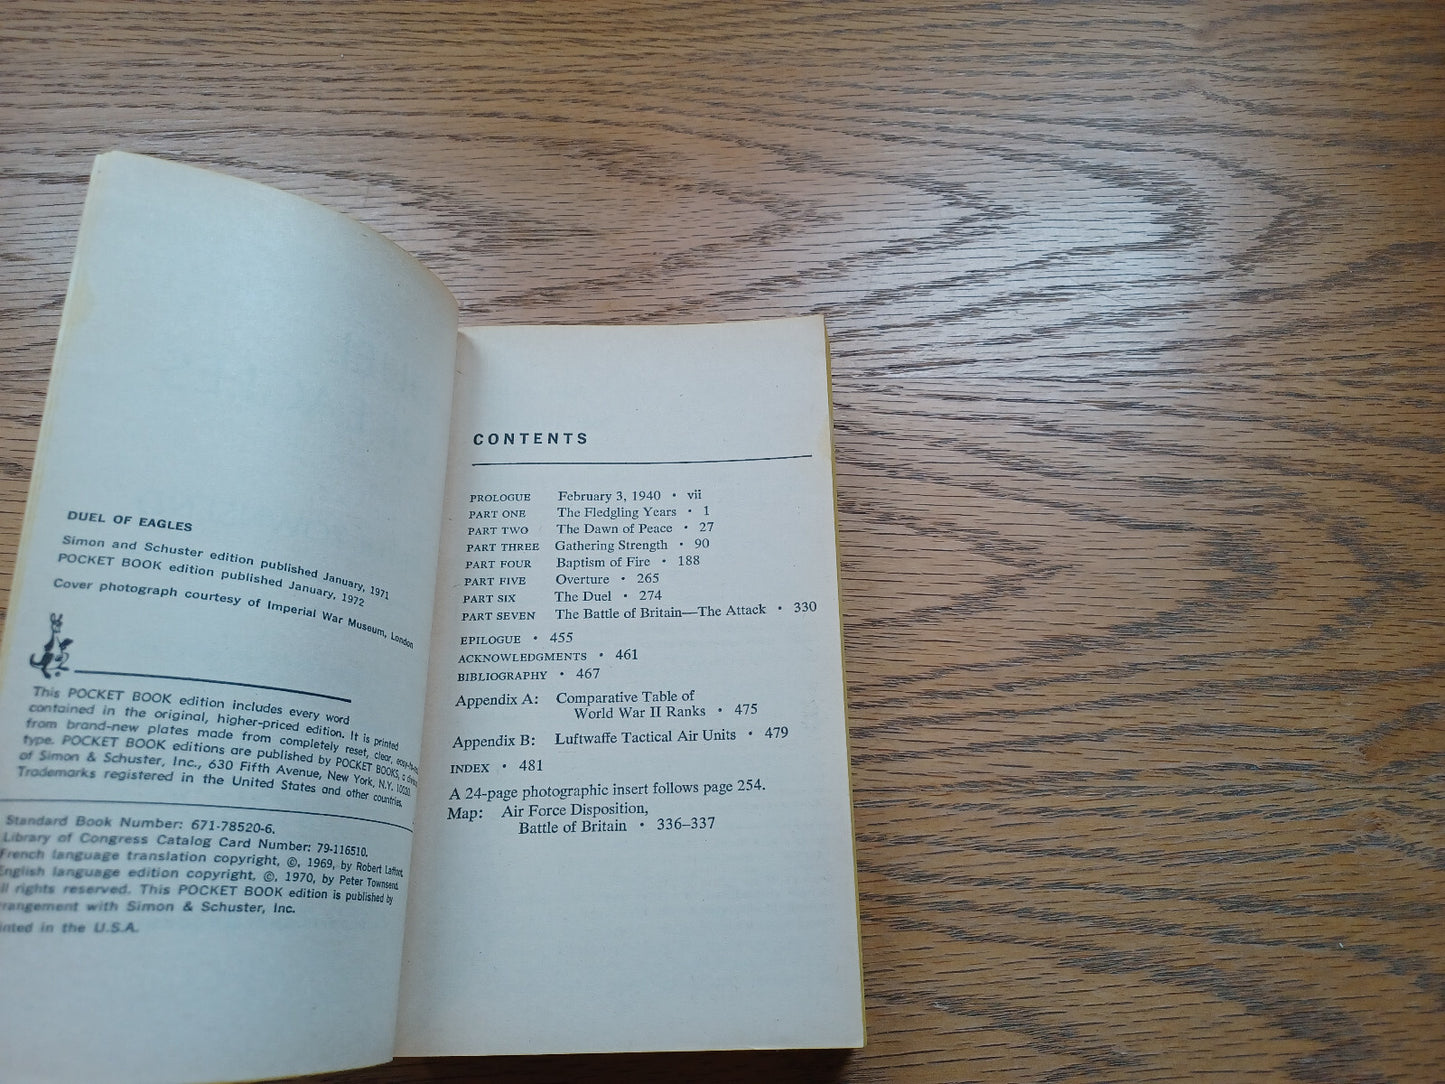 DUEL OF EAGLES
Simon and Schuster edition published January, 1971
POCKET BOOK edition published January, 1972
Cover photograph courtesy of Imperial War Museum, London
This POCKET BOOK edition includes every word
contained in the original, higher-priced edition. It is printed
from brand-new plates made from completely reset, clear,
type. POCKET BOOK editions are published by POCKET BOOKS, a
of Simon & Schuster, Inc., 630 Fifth Avenue, New York, N.Y. 10020.
Trademarks registered in the United States and other countries.
Standard Book Number: 671-78520-6.
Library of Congress Catalog Card Number: 79-116510.
French language translation copyright, ©, 1969, by Robert Laffont.
English language edition copyright, ©, 1970, by Peter Townsend.
rights reserved. This POCKET BOOK edition is published by
rangement with Simon & Schuster, Inc.
inted in the U.S.A.
CONTENTS
PROLOGUE February 3, 1940 • vii
PART ONE The Fledgling Years • 1
PART TWO The Dawn of Peace • 27
PART THREE Gathering Strength • 90
PART FOUR Baptism of Fire • 188
PART FIVE Overture • 265
PART SIX The Duel • 274
PART SEVEN The Battle of Britain—The Attack • 330
EPILOGUE • 455
ACKNOWLEDGMENTS • 461
BIBLIOGRAPHY • 467
Appendix A: Comparative Table of
World War II Ranks • 475
Appendix B: Luftwaffe Tactical Air Units • 479
INDEX • 481
A 24-page photographic insert follows page 254.
Map: Air Force Disposition,
Battle of Britain • 336–337